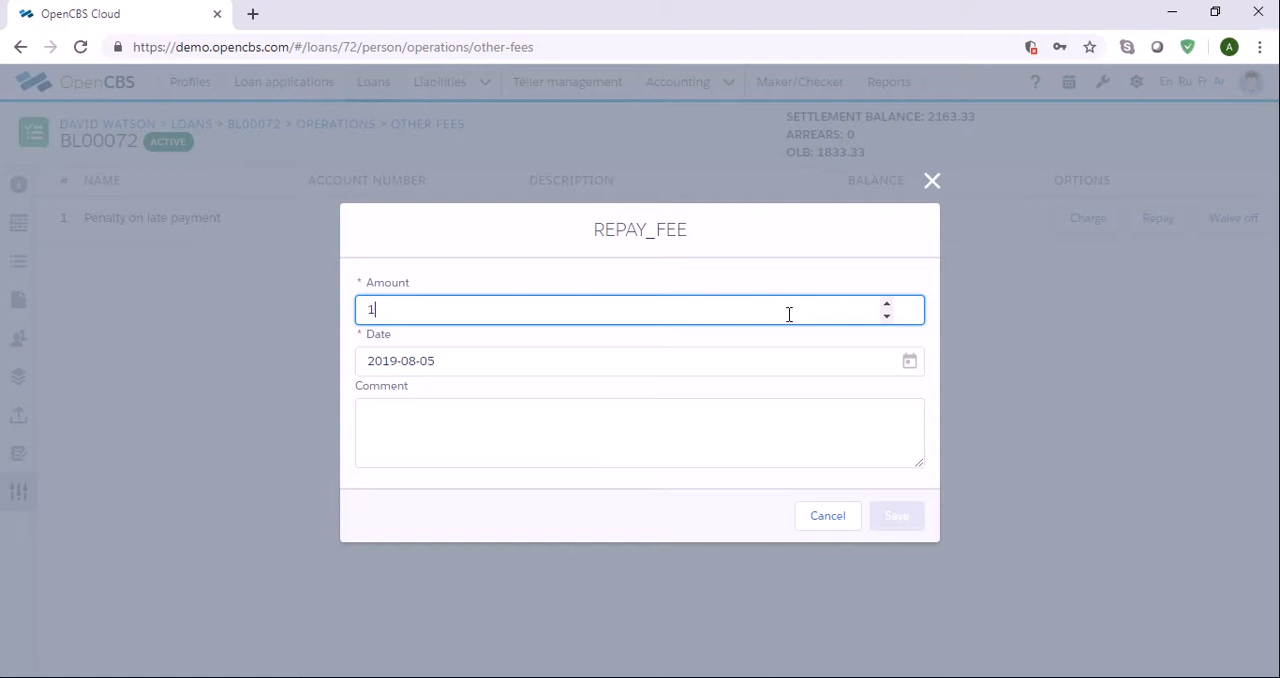 OpenCBS Cloud
https://demo.opencbs.com/#/loans/72/person/operations/other-fees
A
OpenCBS Profiles Loan applications Loans Liabilities Teller management Accounting Maker/Checker Reports ? En Ru Fr Ar
DAVID WATSON > LOANS > BL00072 > OPERATIONS > OTHER FEES
BL00072 ACTIVE
SETTLEMENT BALANCE: 2163.33
ARREARS: 0
OLB: 1833.33
# NAME ACCOUNT NUMBER DESCRIPTION BALANCE OPTIONS
1 Penalty on late payment Charge Repay Waive off
REPAY_FEE
* Amount
1
* Date
2019-08-05
Comment
Cancel Save